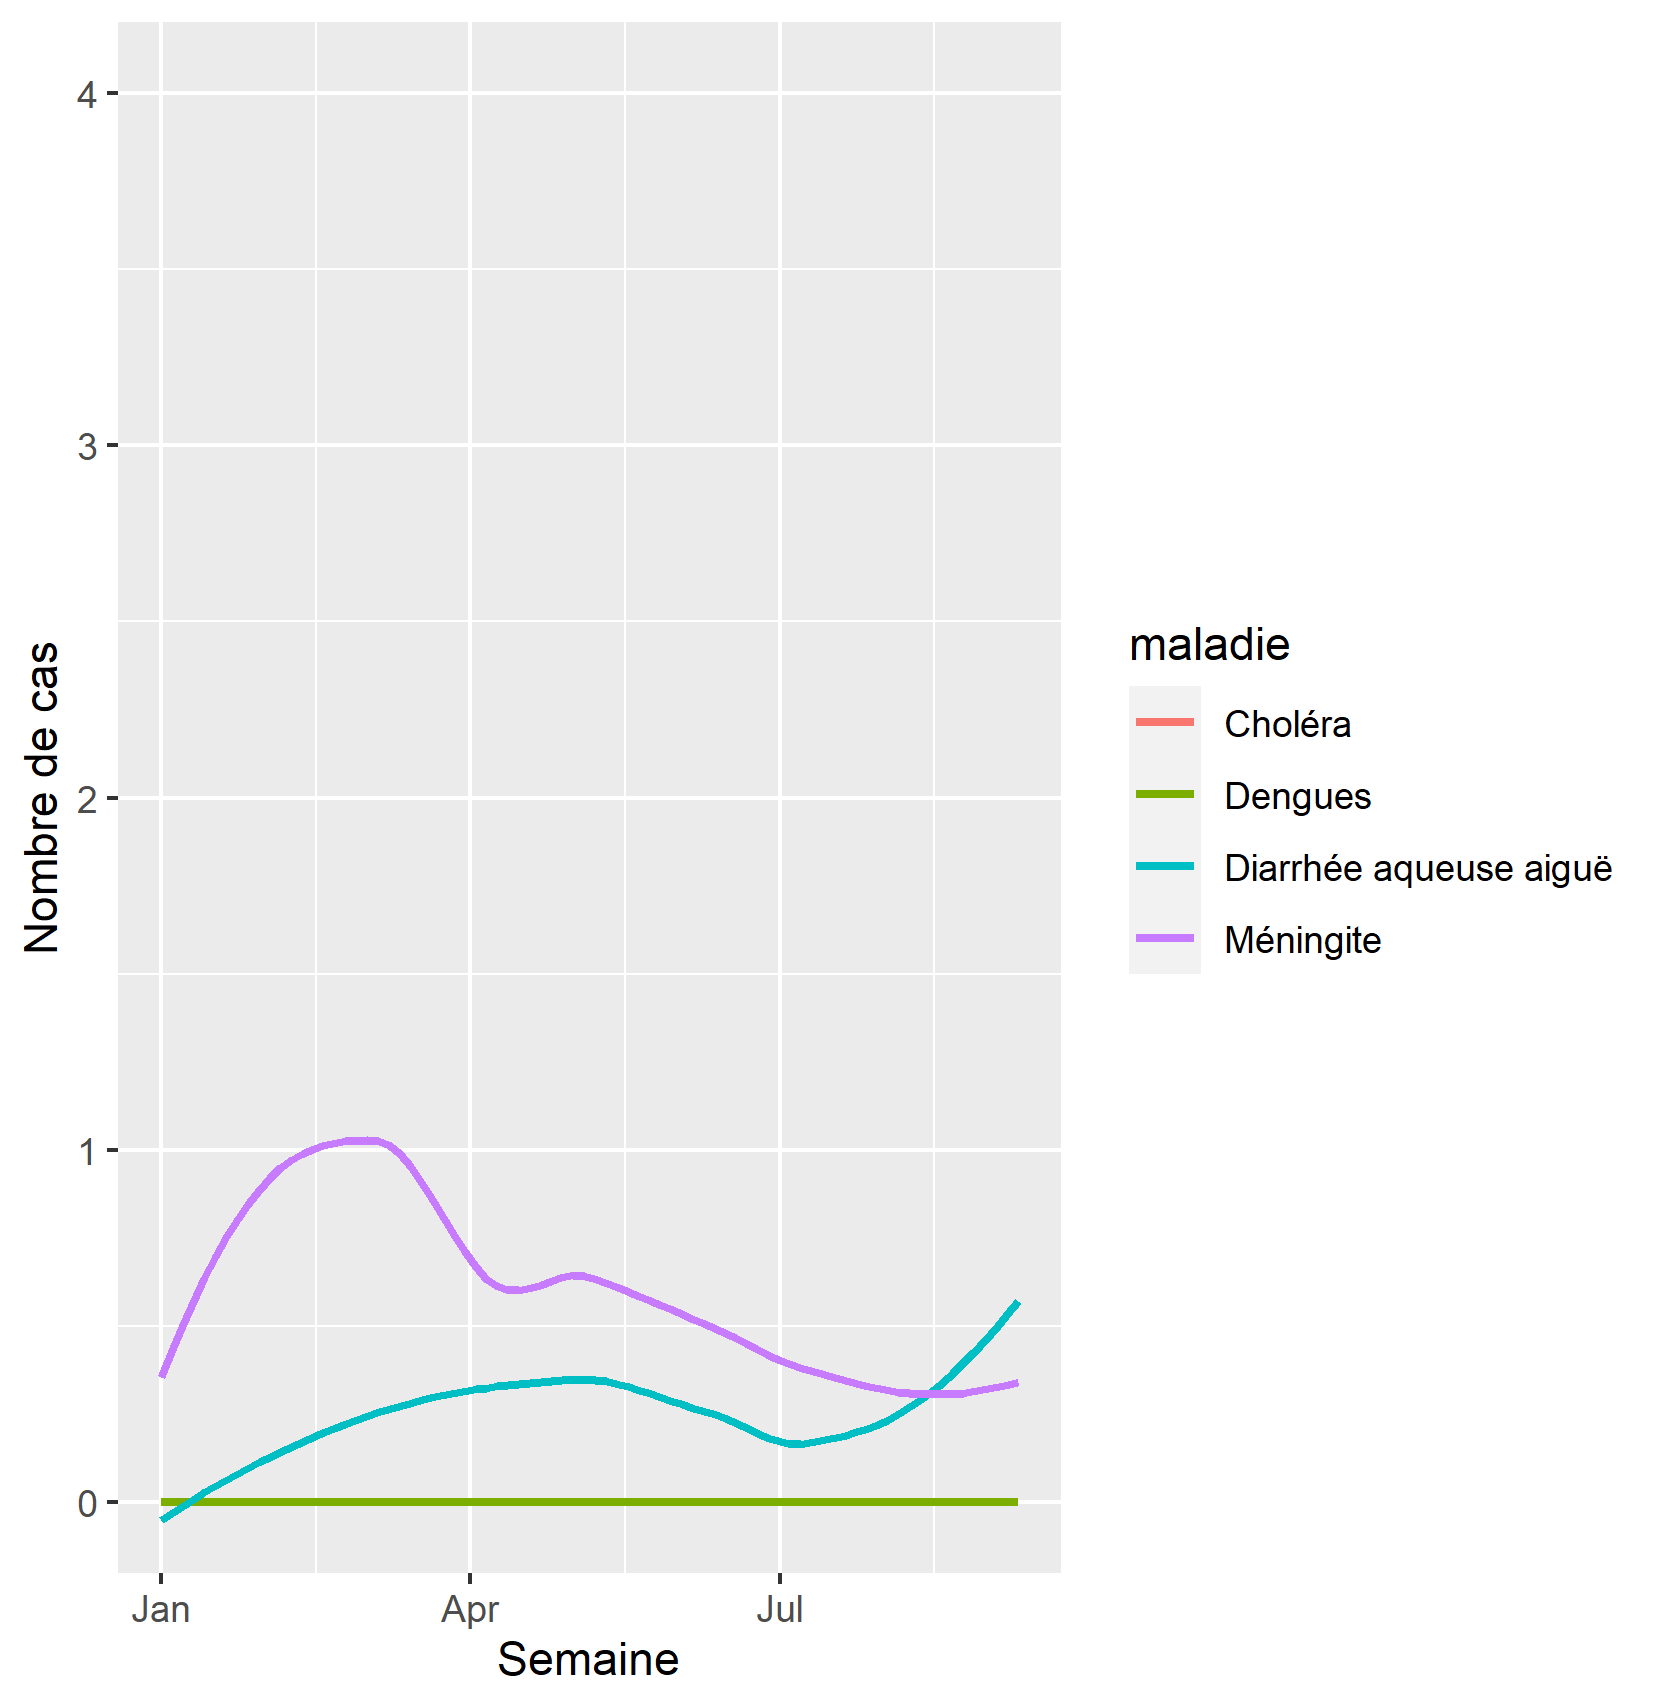 4
3
2
1
0
Nombre de cas
Jan Apr Jul
Semaine
maladie
Choléra
Dengues
Diarrhée aqueuse aiguë
Méningite